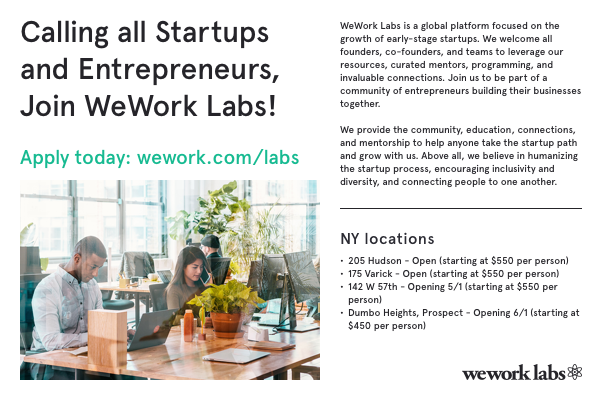 Calling all Startups
and Entrepreneurs,
Join WeWork Labs!
Apply today: wework.com/labs
WeWork Labs is a global platform focused on the
growth of early-stage startups. We welcome all
founders, co-founders, and teams to leverage our
resources, curated mentors, programming, and
invaluable connections. Join us to be part of a
community of entrepreneurs building their businesses
together.
We provide the community, education, connections,
and mentorship to help anyone take the startup path
and grow with us. Above all, we believe in humanizing
the startup process, encouraging inclusivity and
diversity, and connecting people to one another.
NY locations
• 205 Hudson - Open (starting at $550 per person)
• 175 Varick - Open (starting at $550 per person)
• 142 W 57th - Opening 5/1 (starting at $550 per
person)
• Dumbo Heights, Prospect - Opening 6/1 (starting at
$450 per person)
wework labs